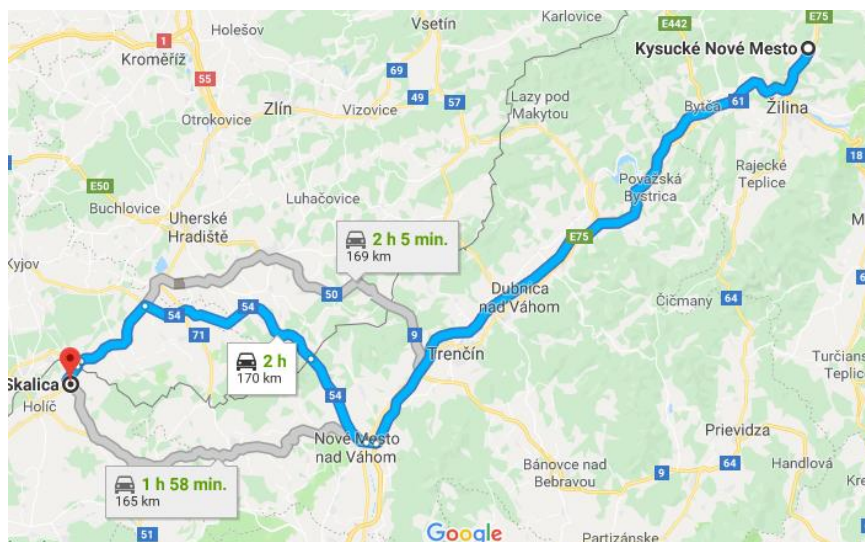 Karlovice
E442
E75
Holešov
Vsetín
1
Kroměříž
Kysucké Nové Mesto
69
55
Zlín
49
Vizovice
57
Lazy pod
Makytou
Bytča
61
Žilina
Otrokovice
18
E50
Považská
Bystrica
Rajecké
Teplice
Luhačovice
Buchlovice
Uherské
Hradiště
2 h 5 min.
169 km
E75
Kyjov
50
Dubnica
nad Váhom
Čičmany
64
54
54
71
9
Trenčín
Turčians
Teplice
2 h
170 km
Skalica
Holíč
54
Nové Mesto
nad Váhom
Prievidza
1 h 58 min.
165 km
Bánovce nad
Bebravou
9
64
Handlová
51
Google
Partizánske